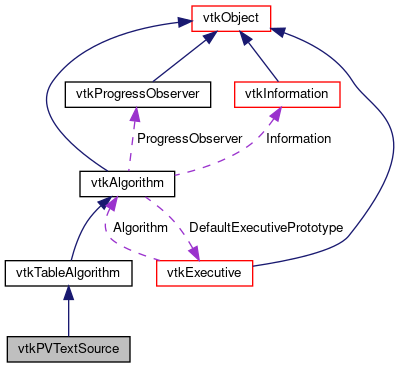 vtkObject
vtkProgressObserver
vtkInformation
ProgressObserver
Information
vtkAlgorithm
Algorithm
DefaultExecutivePrototype
vtkTableAlgorithm
vtkExecutive
vtkPVTextSource